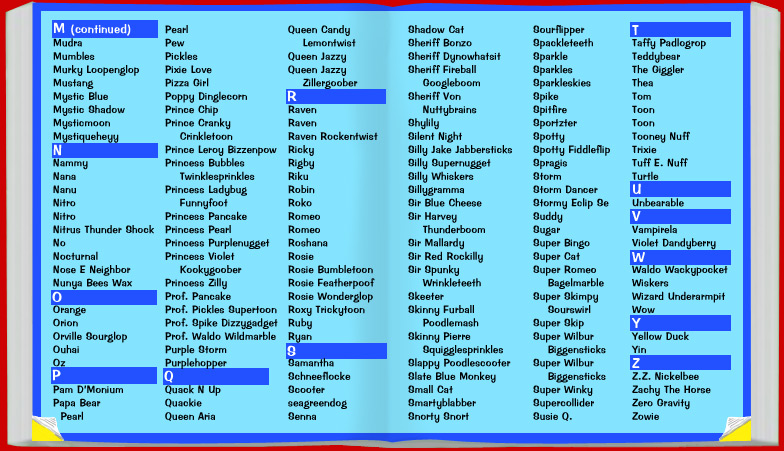 M (continued)
Mudra
Mumbles
Murky Loopenglop
Mustang
Mystic Blue
Mystic Shadow
Mysticmoon
Mystiqueheyy
N
Nammy
Nana
Nanu
Nitro
Nitro
Nitrus Thunder Shock
No
Nocturnal
Nose E Neighbor
Nunya Bees Wax
O
Orange
Orion
Orville Sourglop
Ouhai
Oz
P
Pam D'Monium
Papa Bear
Pearl
Pearl
Pew
Pickles
Pixie Love
Pizza Girl
Poppy Dinglecorn
Prince Chip
Prince Cranky
Crinkletoon
Prince Leroy Bizzenpow
Princess Bubbles
Twinklesprinkles
Princess Ladybug
Funnyfoot
Princess Pancake
Princess Pearl
Princess Purplenugget
Princess Violet
Kookygoober
Princess Zilly
Prof. Pancake
Prof. Pickles Supertoon
Prof. Spike Dizzygadget
Prof. Waldo Wildmarble
Purple Storm
Purplehopper
Q
Quack N Up
Quackie
Queen Aria
Queen Candy
Lemontwist
Queen Jazzy
Queen Jazzy
Zillergoober
R
Raven
Raven
Raven Rockentwist
Ricky
Rigby
Riku
Robin
Roko
Romeo
Romeo
Roshana
Rosie
Rosie Bumbletoon
Rosie Featherpoof
Rosie Wonderglop
Roxy Trickytoon
Ruby
Ryan
S
Samantha
Schneeflocke
Scooter
seagreendog
Senna
Shadow Cat
Sheriff Bonzo
Sheriff Dynowhatsit
Sheriff Fireball
Googleboom
Sheriff Von
Nuttybrains
Shylily
Silent Night
Silly Jake Jabbersticks
Silly Supernugget
Silly Whiskers
Sillygramma
Sir Blue Cheese
Sir Harvey
Thunderboom
Sir Mallardy
Sir Red Rockilly
Sir Spunky
Wrinkleteeth
Skeeter
Skinny Furball
Poodlemash
Skinny Pierre
Squigglesprinkles
Slappy Poodlescooter
Slate Blue Monkey
Small Cat
Smartyblabber
Snorty Snort
Sourflipper
Spackleteeth
Sparkle
Sparkles
Sparkleskies
Spike
Spitfire
Sportzter
Spotty
Spotty Fiddleflip
Spragis
Storm
Storm Dancer
Stormy Eclip Se
Suddy
Sugar
Super Bingo
Super Cat
Super Romeo
Bagelmarble
Super Skimpy
Sourswirl
Super Skip
Super Wilbur
Biggensticks
Super Wilbur
Biggensticks
Super Winky
Supercollider
Susie Q.
T
Taffy Padlogrop
Teddybear
The Giggler
Thea
Tom
Toon
Toon
Tooney Nuff
Trixie
Tuff E. Nuff
Turtle
U
Unbearable
V
Vampirela
Violet Dandyberry
W
Waldo Wackypocket
Wiskers
Wizard Underarmpit
Wow
Y
Yellow Duck
Yin
Z
Z.Z. Nickelbee
Zachy The Horse
Zero Gravity
Zowie